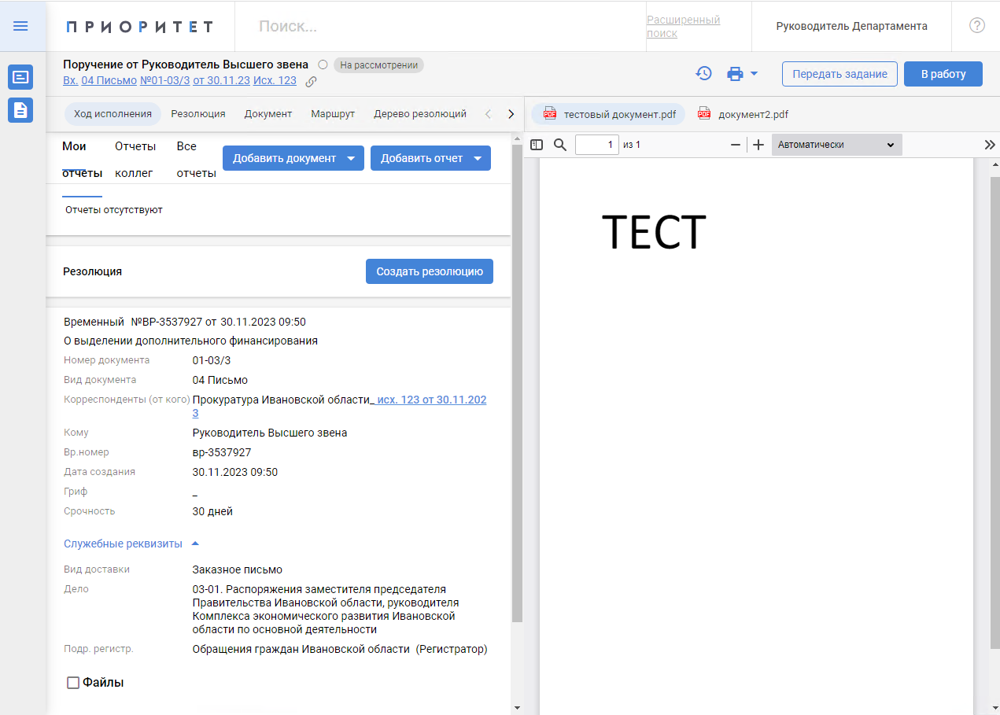 ПРИОРИТЕТ
Поиск...
Расширенный
поиск
Руководитель Департамента
?
Поручение от Руководитель Высшего звена
На рассмотрении
Вх. 04 Письмо №01-03/3 от 30.11.23 Исх. 123
Передать задание
В работу
Ход исполнения
Резолюция
Документ
Маршрут
Дерево резолюций
PDF тестовый документ.pdf
PDF документ2.pdf
1 из 1
Автоматически
Мои
отчеты
Отчеты
коллег
Все
отчеты
Добавить документ
Добавить отчет
Отчеты отсутствуют
ТЕСТ
Резолюция
Создать резолюцию
Временный №ВР-3537927 от 30.11.2023 09:50
О выделении дополнительного финансирования
Номер документа 01-03/3
Вид документа 04 Письмо
Корреспонденты (от кого) Прокуратура Ивановской области_ исх. 123 от 30.11.202
3
Кому Руководитель Высшего звена
Вр.номер вр-3537927
Дата создания 30.11.2023 09:50
Гриф _
Срочность 30 дней
Служебные реквизиты
Вид доставки Заказное письмо
Дело 03-01. Распоряжения заместителя председателя
Правительства Ивановской области, руководителя
Комплекса экономического развития Ивановской
области по основной деятельности
Подр. регистр. Обращения граждан Ивановской области (Регистратор)
Файлы